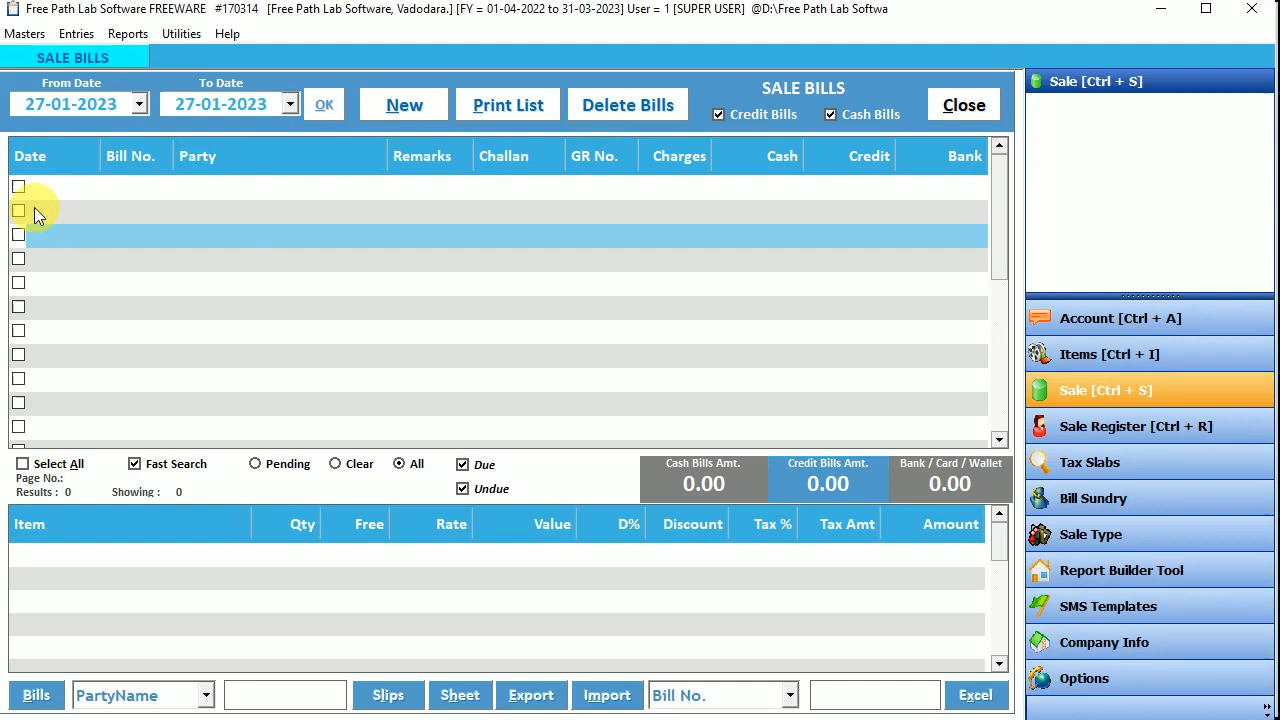 Free Path Lab Software FREEWARE #170314 [Free Path Lab Software, Vadodara.] [FY = 01-04-2022 to 31-03-2023] User = 1 [SUPER USER] @D:\Free Path Lab Softwa
Masters Entries Reports Utilities Help
SALE BILLS
From Date To Date
27-01-2023 27-01-2023 OK New Print List Delete Bills
SALE BILLS
Credit Bills Cash Bills
Close
Date Bill No. Party Remarks Challan GR No. Charges Cash Credit Bank
Select All Fast Search Pending Clear All Due
Page No.:
Results : 0 Showing : 0
Undue
Cash Bills Amt. Credit Bills Amt. Bank / Card / Wallet
0.00 0.00 0.00
Item Qty Free Rate Value D% Discount Tax % Tax Amt Amount
Bills PartyName Slips Sheet Export Import Bill No. Excel
Sale [Ctrl + S]
Account [Ctrl + A]
Items [Ctrl + I]
Sale [Ctrl + S]
Sale Register [Ctrl + R]
Tax Slabs
Bill Sundry
Sale Type
Report Builder Tool
SMS Templates
Company Info
Options